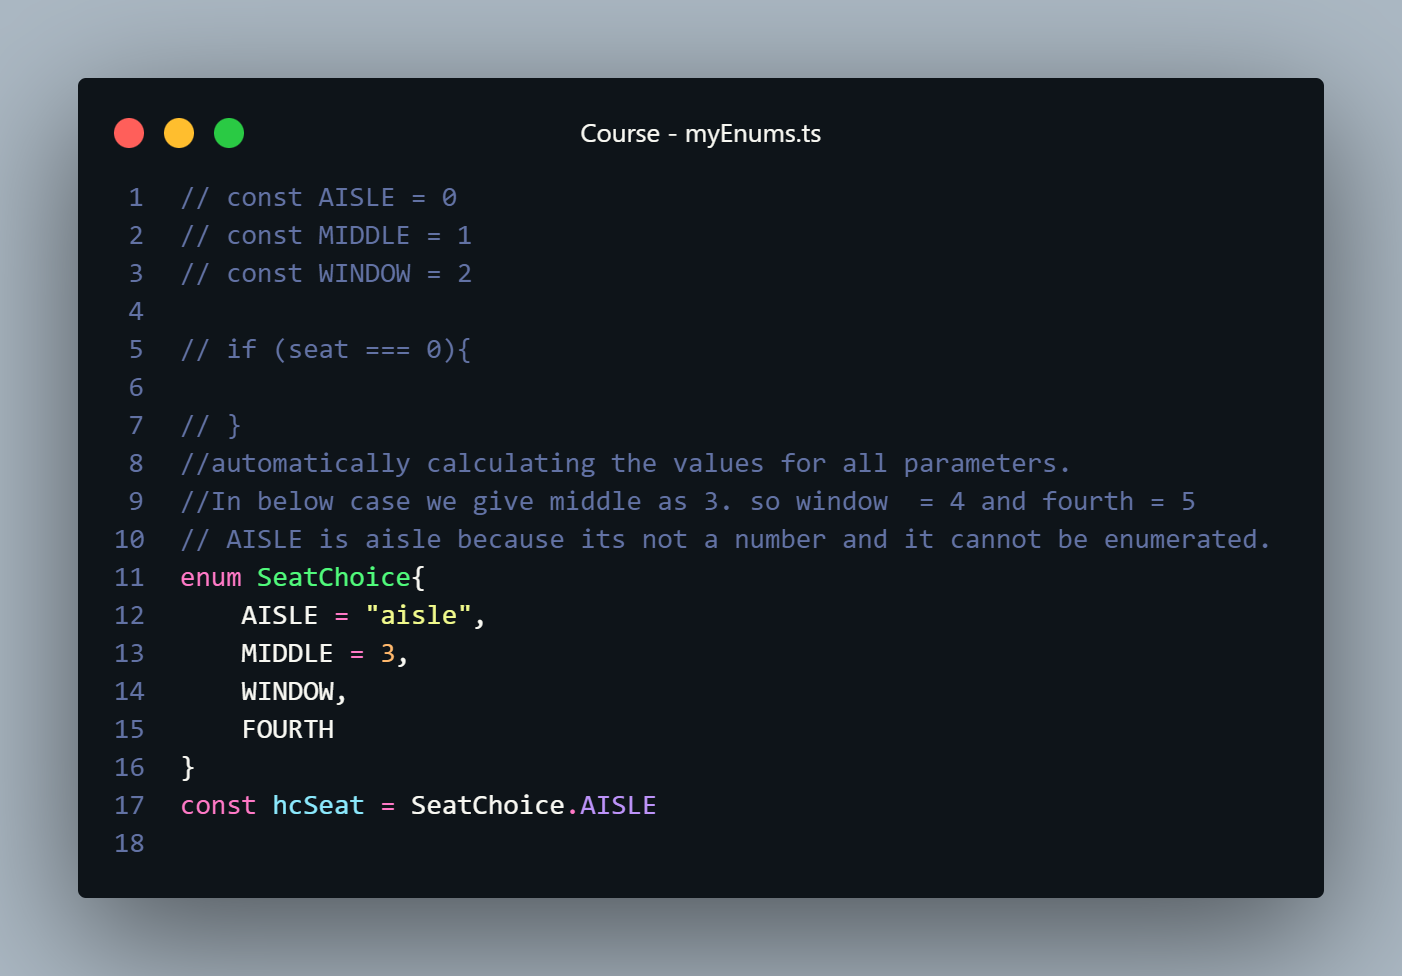 Course - myEnums.ts
1 // const AISLE = 0
2 // const MIDDLE = 1
3 // const WINDOW = 2
4
5 // if (seat === 0){
6
7 // }
8 //automatically calculating the values for all parameters.
9 //In below case we give middle as 3. so window  = 4 and fourth = 5
10 // AISLE is aisle because its not a number and it cannot be enumerated.
11 enum SeatChoice{
12     AISLE = "aisle",
13     MIDDLE = 3,
14     WINDOW,
15     FOURTH
16 }
17 const hcSeat = SeatChoice.AISLE
18